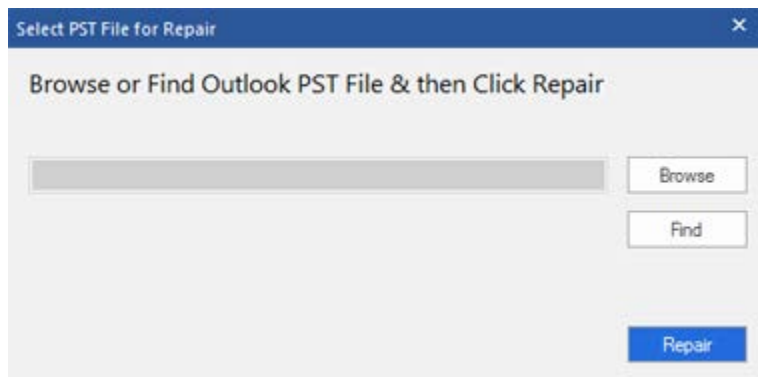 Select PST File for Repair
Browse or Find Outlook PST File & then Click Repair
Browse
Find
Repair